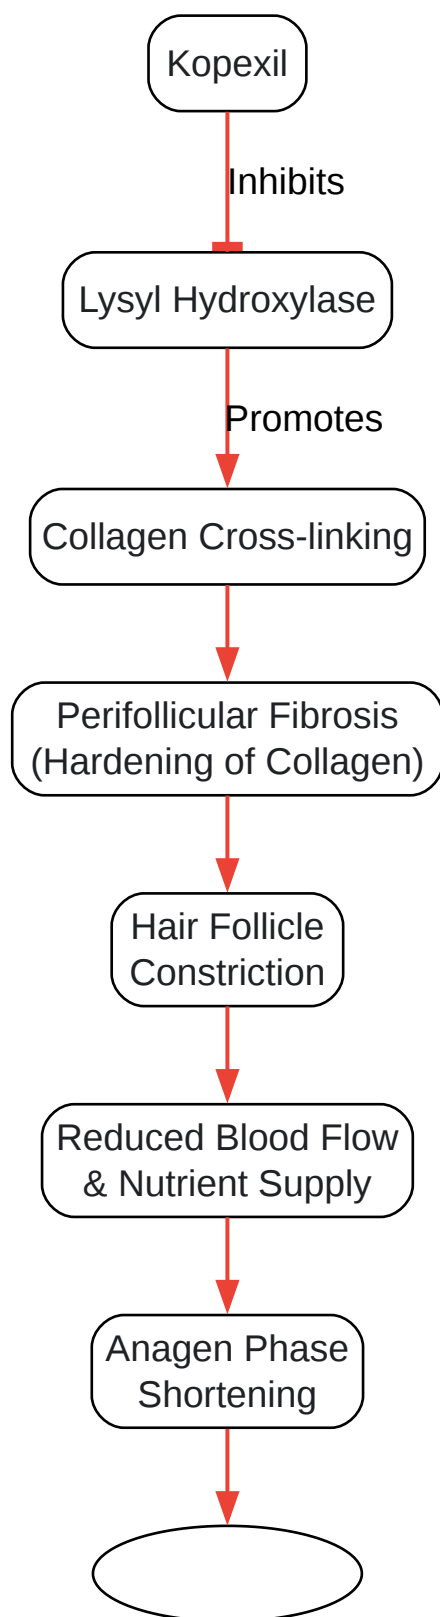 Kopexil
Inhibits
Lysyl Hydroxylase
Promotes
Collagen Cross-linking
Perifollicular Fibrosis
(Hardening of Collagen)
Hair Follicle
Constriction
Reduced Blood Flow
& Nutrient Supply
Anagen Phase
Shortening